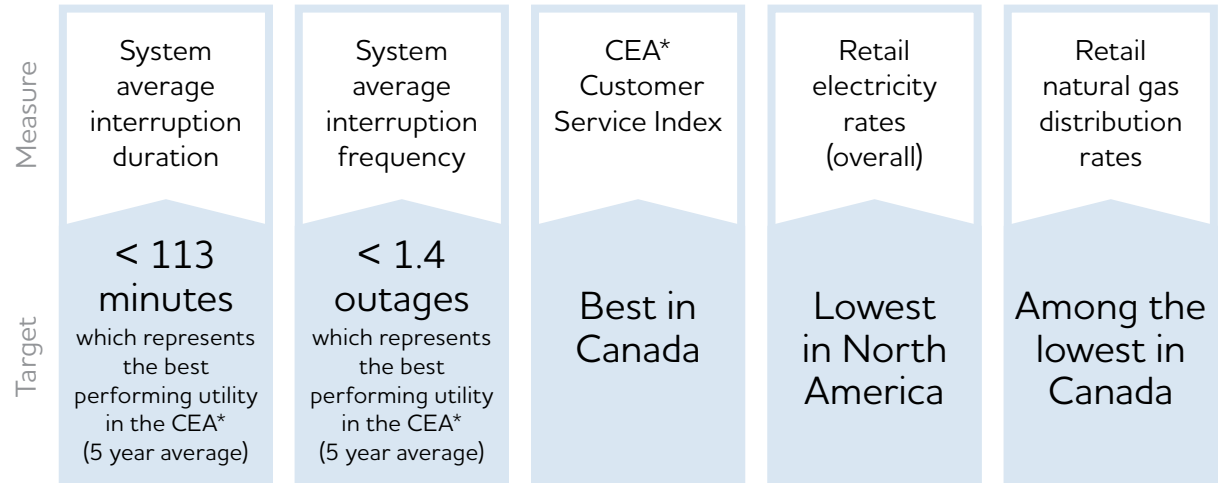 Measure
System
average
interruption
duration
System
average
interruption
frequency
CEA*
Customer
Service Index
Retail
electricity
rates
(overall)
Retail
natural gas
distribution
rates
Target
< 113
minutes
which represents
the best
performing utility
in the CEA*
(5 year average)
< 1.4
outages
which represents
the best
performing utility
in the CEA*
(5 year average)
Best in
Canada
Lowest
in North
America
Among the
lowest in
Canada